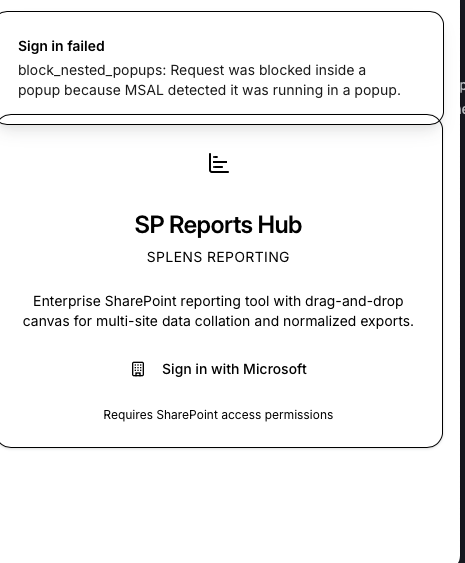 Sign in failed
block_nested_popups: Request was blocked inside a
popup because MSAL detected it was running in a popup.
SP Reports Hub
SPLENS REPORTING
Enterprise SharePoint reporting tool with drag-and-drop
canvas for multi-site data collation and normalized exports.
Sign in with Microsoft
Requires SharePoint access permissions